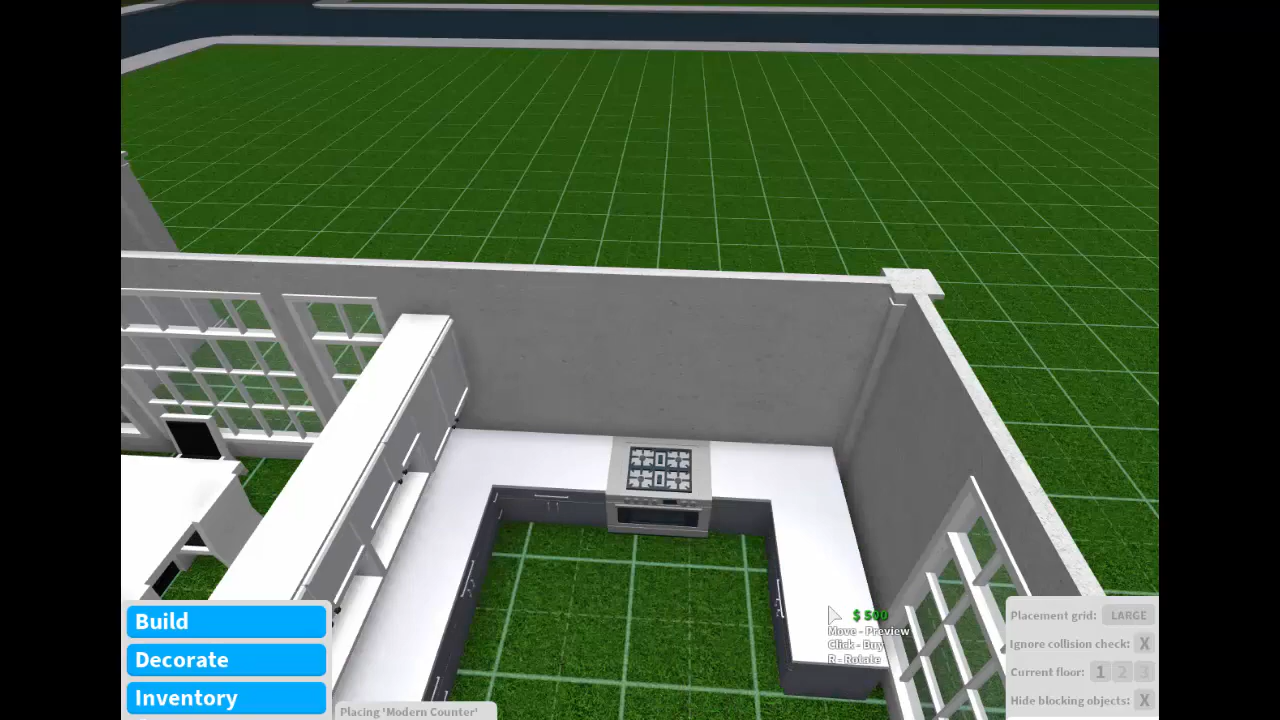 $ 500
Move - Preview
Click - Buy
R - Rotate
Build
Decorate
Inventory
Placing 'Modern Counter'
Placement grid: LARGE
Ignore collision check: X
Current floor: 1 2 3
Hide blocking objects: X